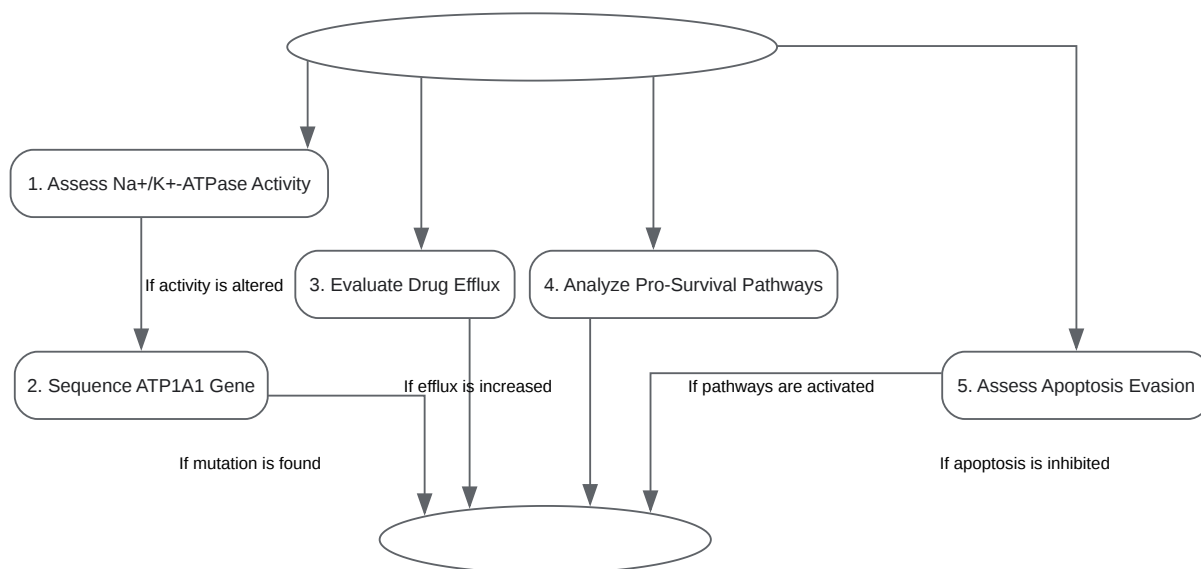 1. Assess Na+/K+-ATPase Activity
If activity is altered
3. Evaluate Drug Efflux
4. Analyze Pro-Survival Pathways
2. Sequence ATP1A1 Gene
If efflux is increased
If pathways are activated
5. Assess Apoptosis Evasion
If mutation is found
If apoptosis is inhibited